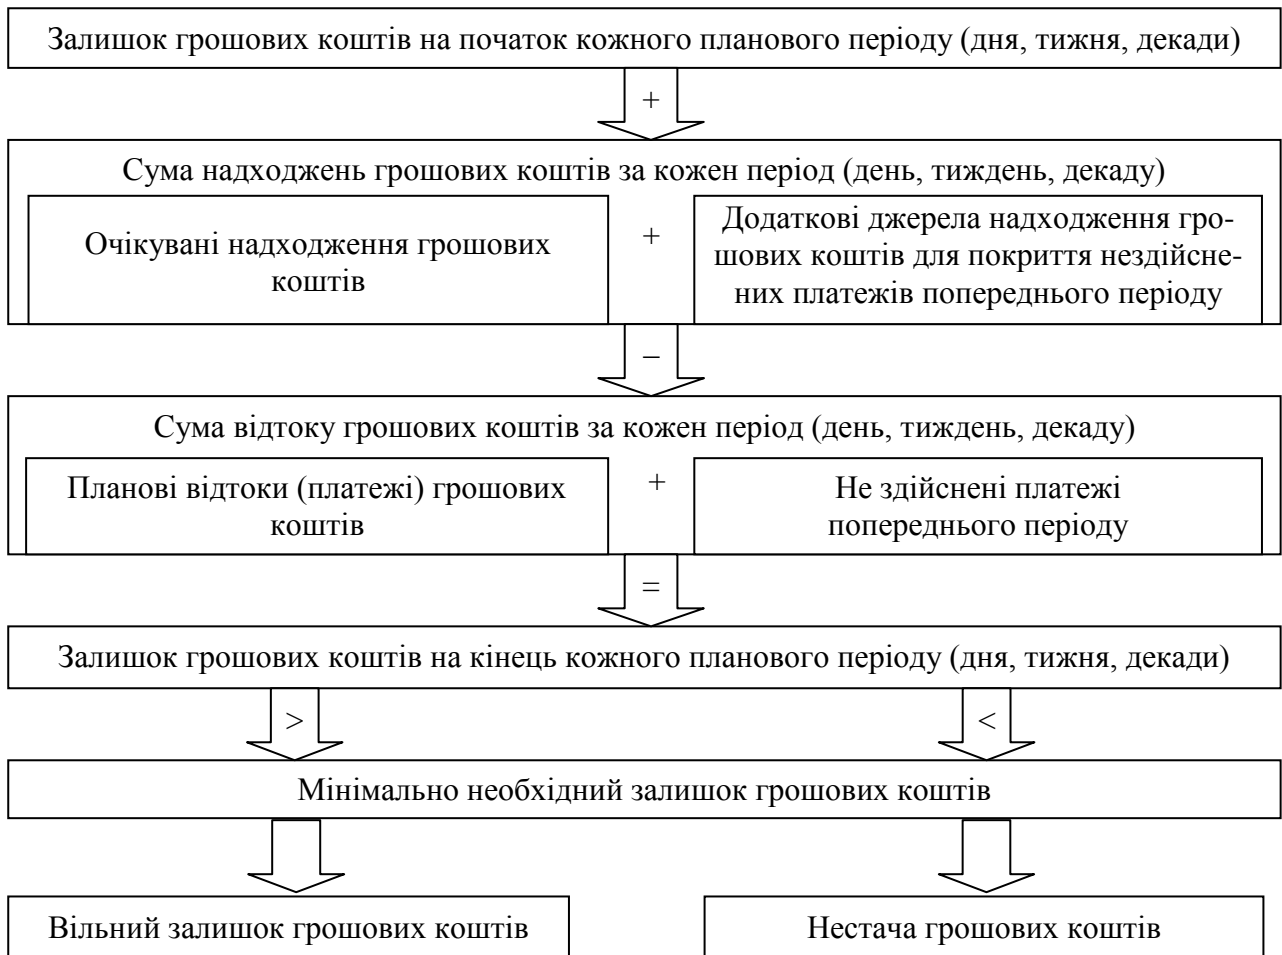 Залишок грошових коштів на початок кожного планового періоду (дня, тижня, декади)
+
Сума надходжень грошових коштів за кожен період (день, тиждень, декаду)
Очікувані надходження грошових
коштів
+
Додаткові джерела надходження гро-
шових коштів для покриття нездійсне-
них платежів попереднього періоду
–
Сума відтоку грошових коштів за кожен період (день, тиждень, декаду)
Планові відтоки (платежі) грошових
коштів
+
Не здійснені платежі
попереднього періоду
=
Залишок грошових коштів на кінець кожного планового періоду (дня, тижня, декади)
>
<
Мінімально необхідний залишок грошових коштів
Вільний залишок грошових коштів
Нестача грошових коштів